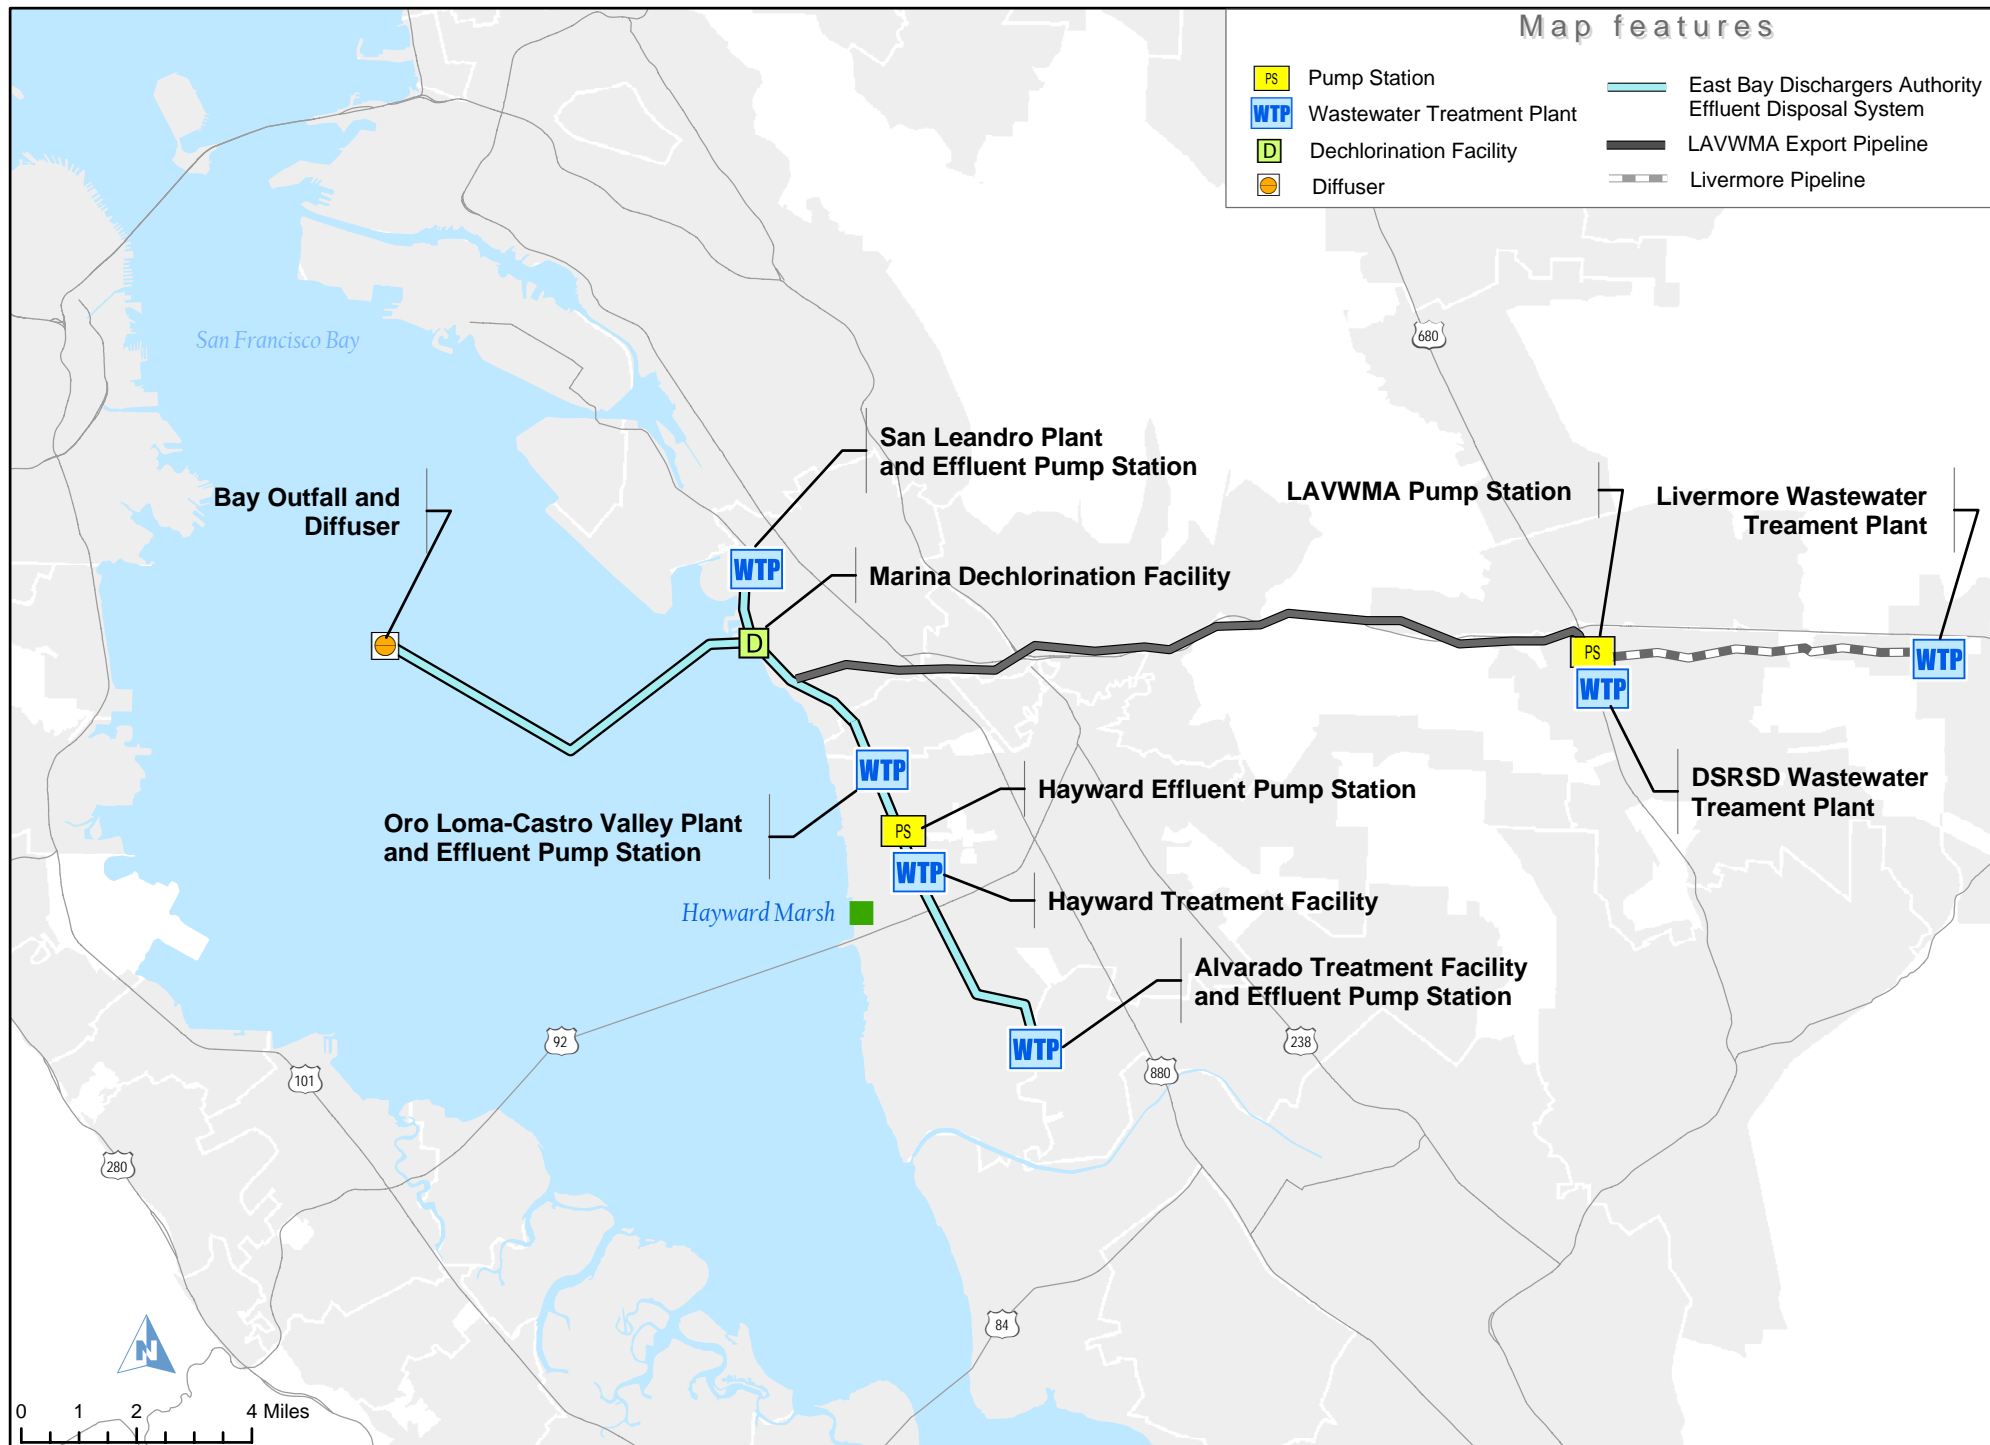 Map features
PS Pump Station
WTP Wastewater Treatment Plant
D Dechlorination Facility
Diffuser
East Bay Dischargers Authority
Effluent Disposal System
LAVWMA Export Pipeline
Livermore Pipeline
San Francisco Bay
680
San Leandro Plant
and Effluent Pump Station
Bay Outfall and
Diffuser
LAVWMA Pump Station
Livermore Wastewater
Treament Plant
WTP
Marina Dechlorination Facility
D
PS
WTP
WTP
WTP
DSRSD Wastewater
Treament Plant
Hayward Effluent Pump Station
Oro Loma-Castro Valley Plant
and Effluent Pump Station
PS
WTP
Hayward Treatment Facility
Hayward Marsh
Alvarado Treatment Facility
and Effluent Pump Station
WTP
92
238
101
880
280
84
N
0 1 2 4 Miles